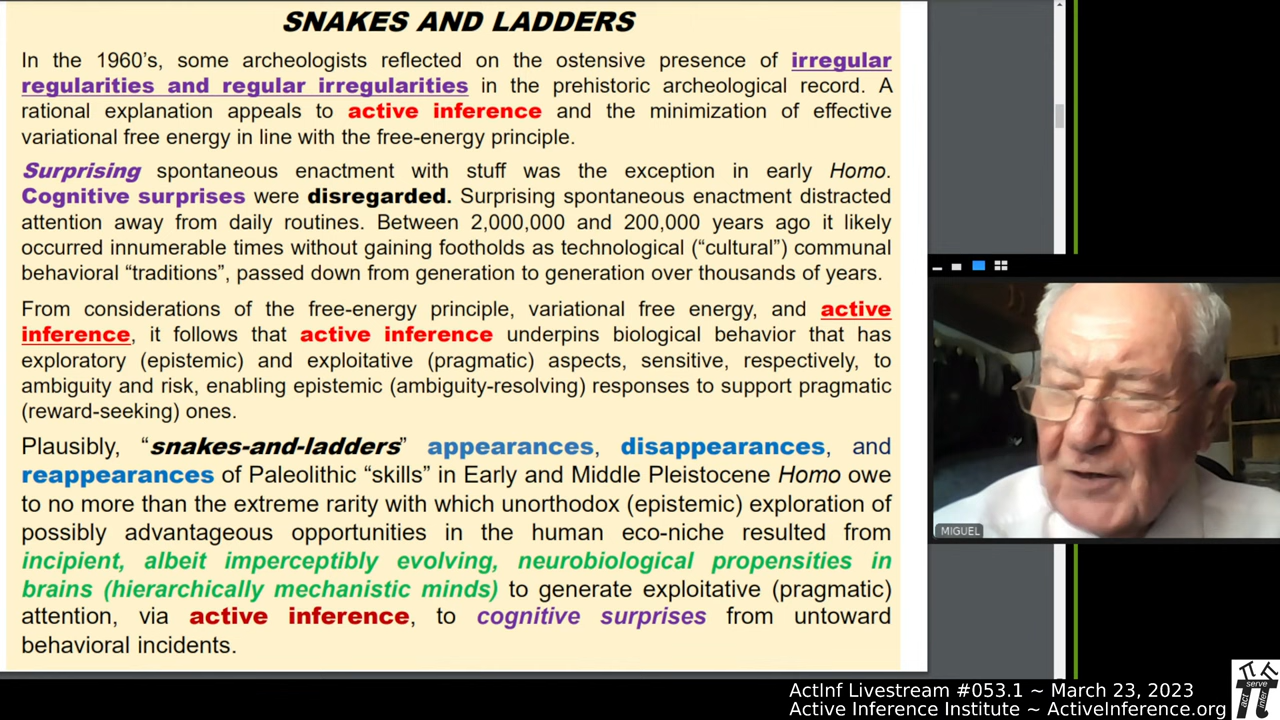 SNAKES AND LADDERS
In the 1960's, some archeologists reflected on the ostensive presence of irregular
regularities and regular irregularities in the prehistoric archeological record. A
rational explanation appeals to active inference and the minimization of effective
variational free energy in line with the free-energy principle.
Surprising spontaneous enactment with stuff was the exception in early Homo.
Cognitive surprises were disregarded. Surprising spontaneous enactment distracted
attention away from daily routines. Between 2,000,000 and 200,000 years ago it likely
occurred innumerable times without gaining footholds as technological (“cultural”) communal
behavioral “traditions”, passed down from generation to generation over thousands of years.
From considerations of the free-energy principle, variational free energy, and active
inference, it follows that active inference underpins biological behavior that has
exploratory (epistemic) and exploitative (pragmatic) aspects, sensitive, respectively, to
ambiguity and risk, enabling epistemic (ambiguity-resolving) responses to support pragmatic
(reward-seeking) ones.
Plausibly, “snakes-and-ladders” appearances, disappearances, and
reappearances of Paleolithic “skills” in Early and Middle Pleistocene Homo owe
to no more than the extreme rarity with which unorthodox (epistemic) exploration of
possibly advantageous opportunities in the human eco-niche resulted from
incipient, albeit imperceptibly evolving, neurobiological propensities in
brains (hierarchically mechanistic minds) to generate exploitative (pragmatic)
attention, via active inference, to cognitive surprises from untoward
behavioral incidents.
MIGUEL
ActInf Livestream #053.1 ~ March 23, 2023
Active Inference Institute ~ ActiveInference.org
serve
act
infer